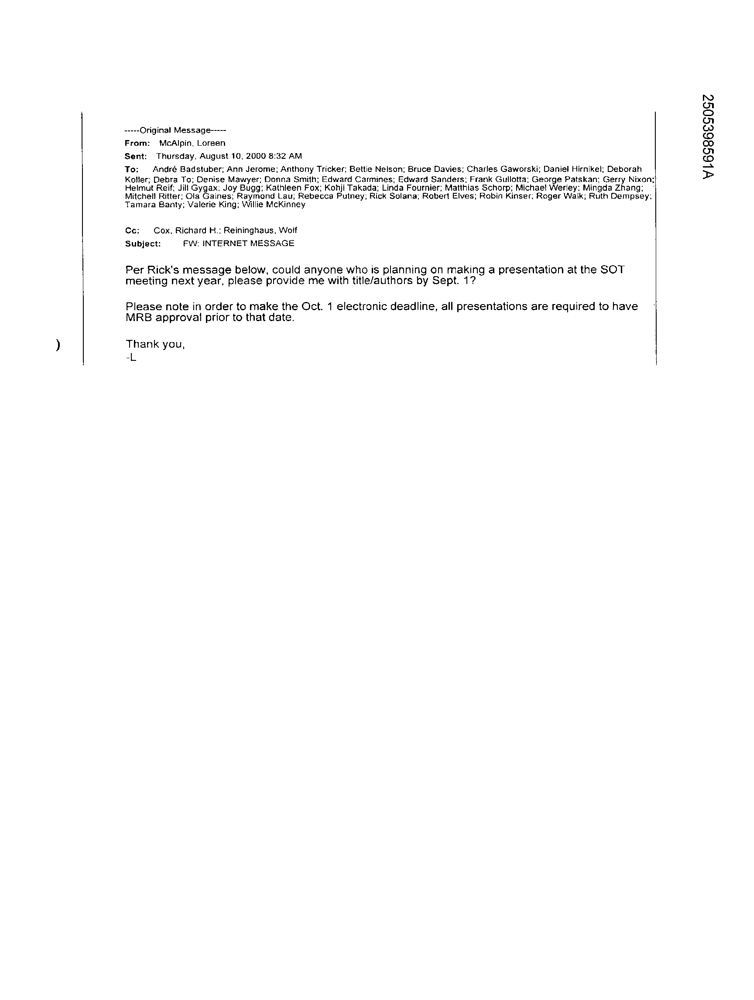 -----Original Message-----
From: McAlpin, Loreen
Sent: Thursday, August 10, 2000 8:32 AM
To: André Badstuber; Ann Jerome; Anthony Tricker; Bettie Nelson; Bruce Davies; Charles Gaworski; Daniel Hirnikel; Deborah
Koller; Debra To; Denise Mawyer; Donna Smith; Edward Carmines; Edward Sanders; Frank Gullotta; George Patskan; Gerry Nixon;
Helmut Reif; Jill Gygax; Joy Bugg; Kathleen Fox; Kohji Takada; Linda Fournier; Matthias Schorp; Michael Werley; Mingda Zhang;
Mitchell Ritter; Ola Gaines; Raymond Lau; Rebecca Putney; Rick Solana; Robert Elves; Robin Kinser; Roger Walk; Ruth Dempsey;
Tamara Banty; Valerie King; Willie McKinney
Cc: Cox, Richard H.; Reininghaus, Wolf
Subject: FW: INTERNET MESSAGE
Per Rick's message below, could anyone who is planning on making a presentation at the SOT
meeting next year, please provide me with title/authors by Sept. 1?
Please note in order to make the Oct. 1 electronic deadline, all presentations are required to have
MRB approval prior to that date.
)
Thank you,
-L
2505398591A